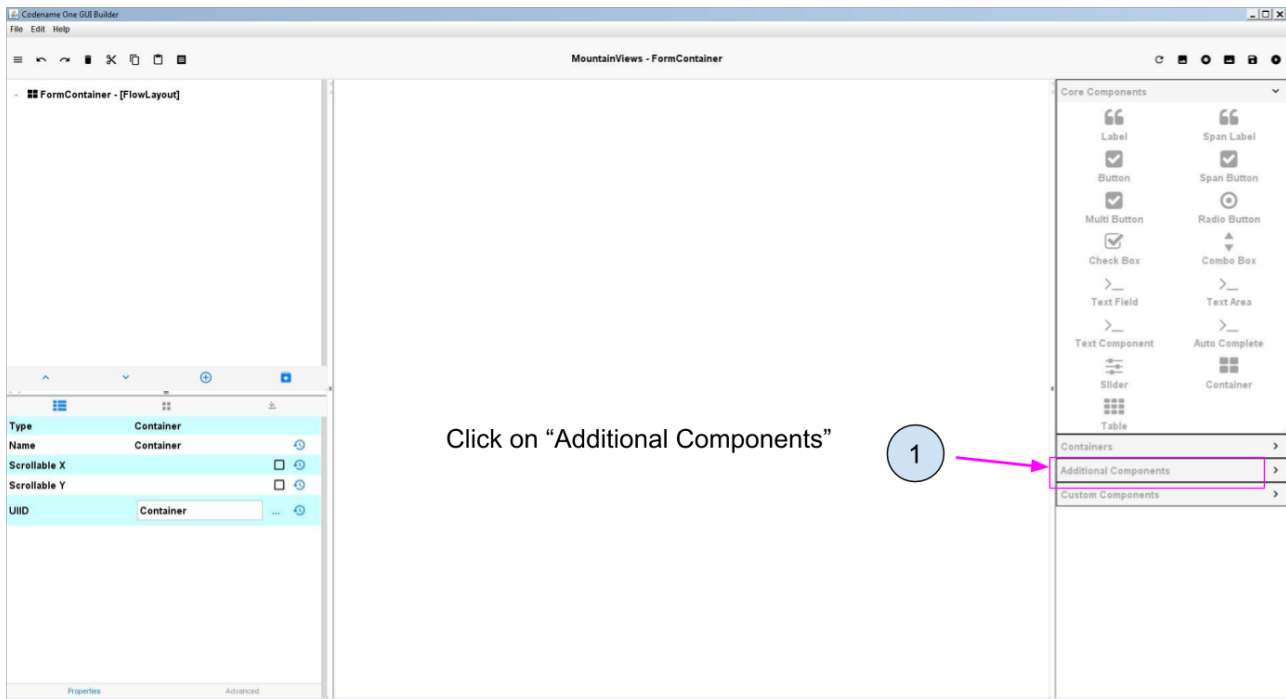 Codename One GUI Builder
File Edit Help
MountainViews - FormContainer
FormContainer - [FlowLayout]
Type Container
Name Container
Scrollable X
Scrollable Y
UIID Container ...
Properties Advanced
Click on “Additional Components”
1
Core Components
Label Span Label
Button Span Button
Multi Button Radio Button
Check Box Combo Box
Text Field Text Area
Text Component Auto Complete
Slider Container
Table
Containers
Additional Components
Custom Components